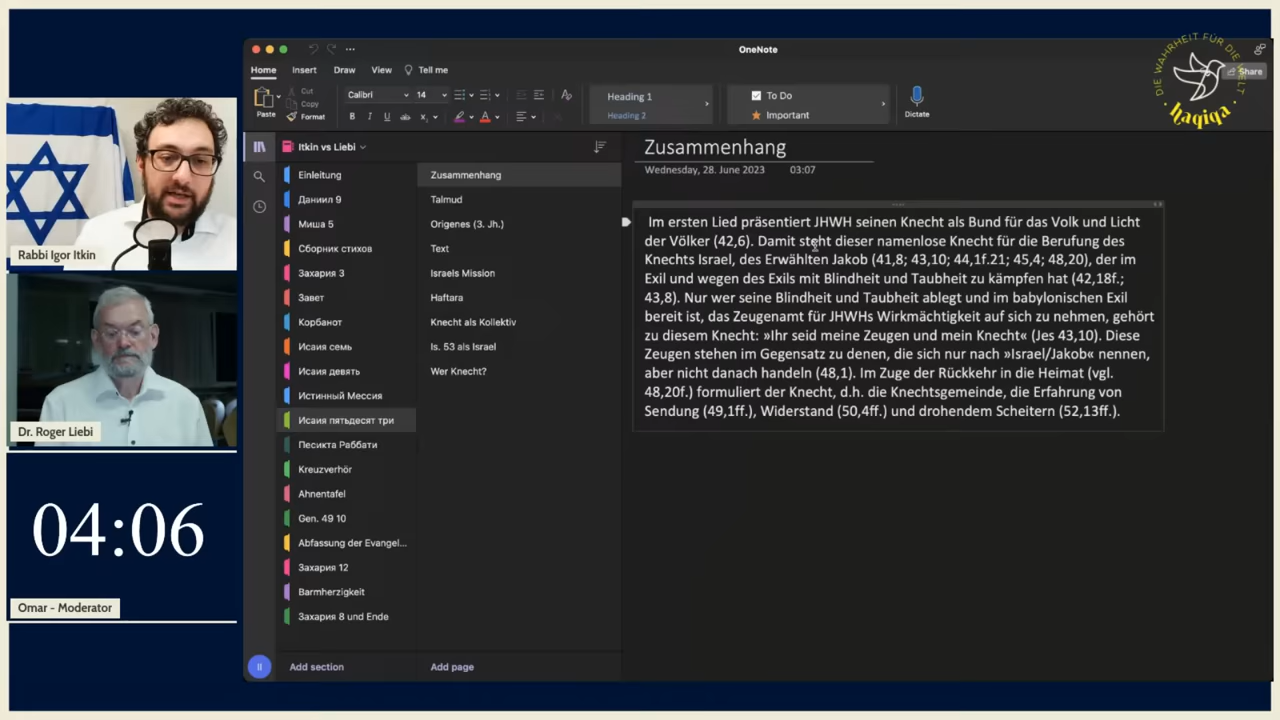 OneNote
Home Insert Draw View Tell me
Share
DIE WAHRHEIT FÜR DIE WELT
haqiqa
Paste
Cut
Copy
Format
Calibri 14
B I U ab x
A
Heading 1
Heading 2
To Do
Important
Dictate
Itkin vs Liebi
Einleitung
Даниил 9
Миша 5
Сборник стихов
Захария 3
Завет
Корбанот
Исаия семь
Исаия девять
Истинный Мессия
Исаия пятьдесят три
Песикта Раббати
Kreuzverhör
Ahnentafel
Gen. 49 10
Abfassung der Evangel...
Захария 12
Barmherzigkeit
Захария 8 und Ende
Add section
Zusammenhang
Talmud
Origenes (3. Jh.)
Text
Israels Mission
Haftara
Knecht als Kollektiv
Is. 53 als Israel
Wer Knecht?
Add page
Zusammenhang
Wednesday, 28. June 2023 03:07
Im ersten Lied präsentiert JHWH seinen Knecht als Bund für das Volk und Licht
der Völker (42,6). Damit steht dieser namenlose Knecht für die Berufung des
Knechts Israel, des Erwählten Jakob (41,8; 43,10; 44,1f.21; 45,4; 48,20), der im
Exil und wegen des Exils mit Blindheit und Taubheit zu kämpfen hat (42,18f.;
43,8). Nur wer seine Blindheit und Taubheit ablegt und im babylonischen Exil
bereit ist, das Zeugenamt für JHWHs Wirkmächtigkeit auf sich zu nehmen, gehört
zu diesem Knecht: »Ihr seid meine Zeugen und mein Knecht« (Jes 43,10). Diese
Zeugen stehen im Gegensatz zu denen, die sich nur nach »Israel/Jakob« nennen,
aber nicht danach handeln (48,1). Im Zuge der Rückkehr in die Heimat (vgl.
48,20f.) formuliert der Knecht, d.h. die Knechtsgemeinde, die Erfahrung von
Sendung (49,1ff.), Widerstand (50,4ff.) und drohendem Scheitern (52,13ff.).
Rabbi Igor Itkin
Dr. Roger Liebi
04:06
Omar - Moderator
II